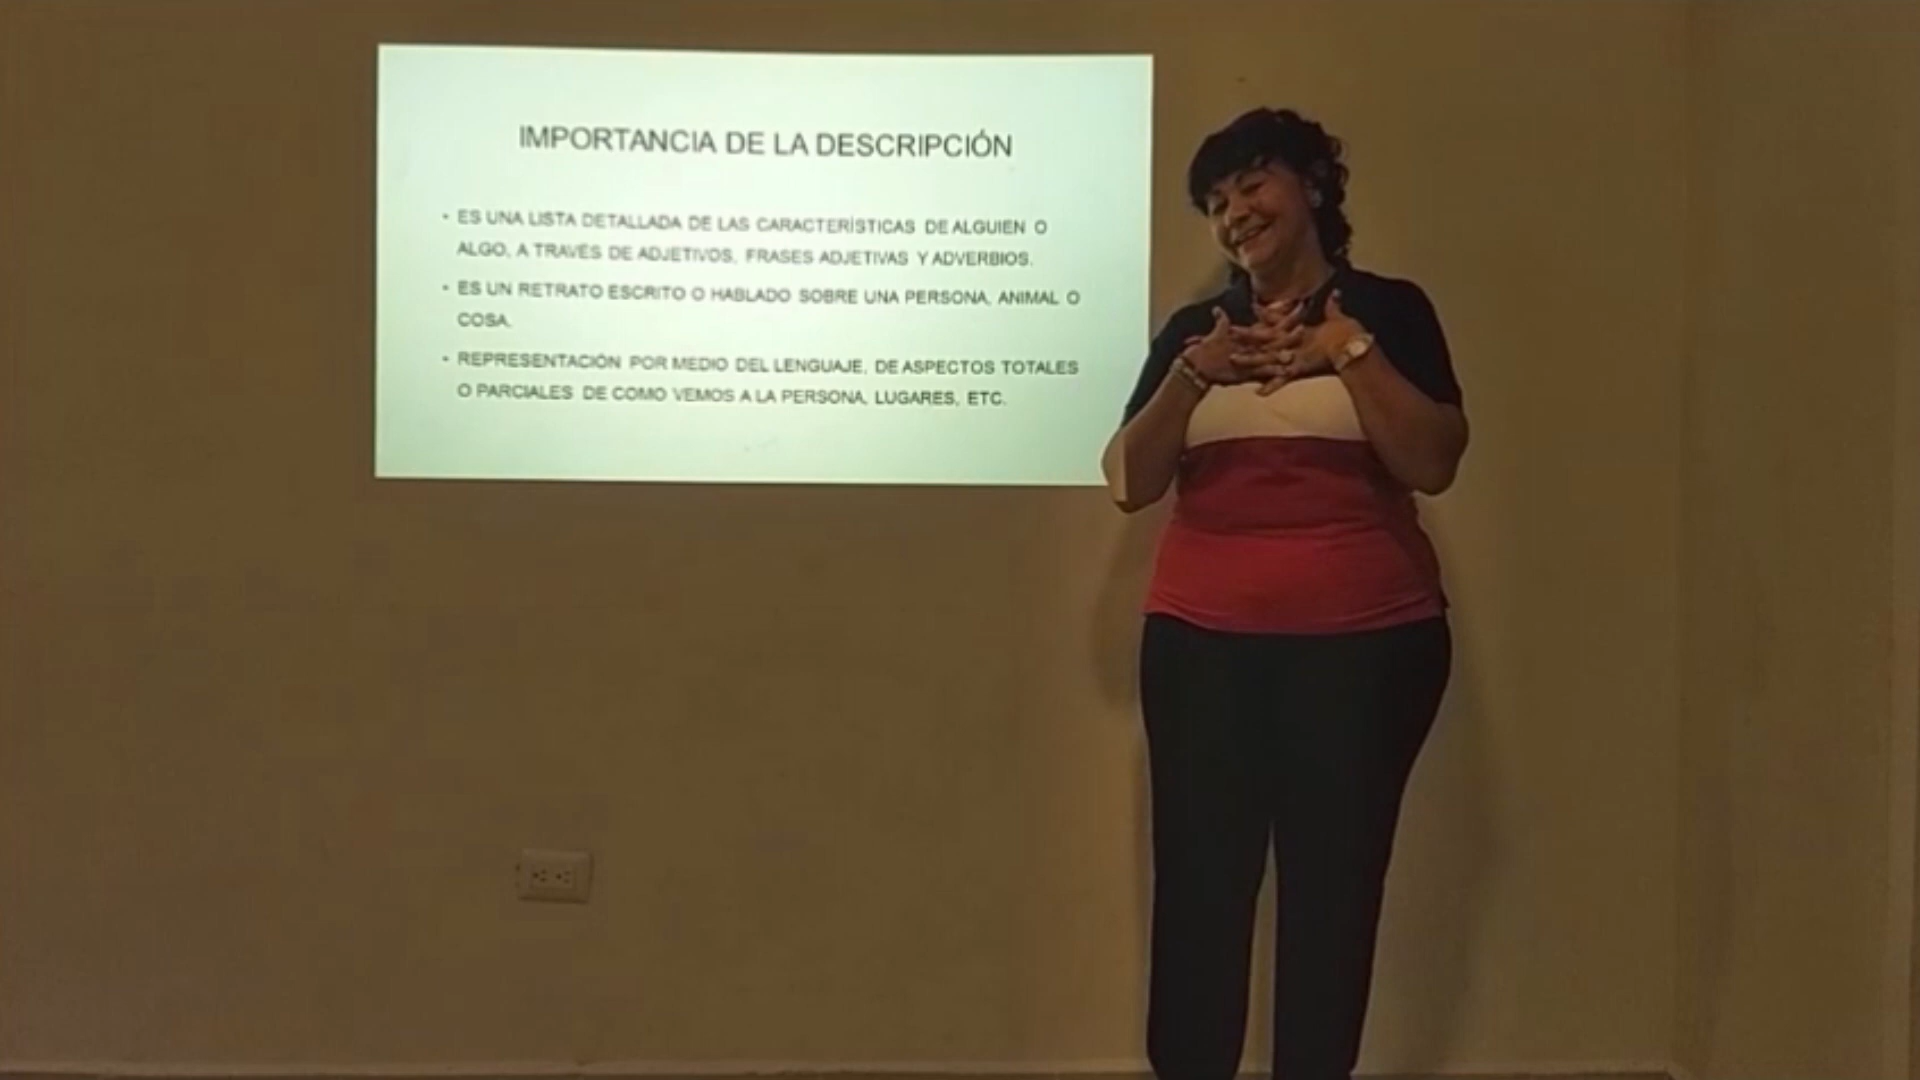 IMPORTANCIA DE LA DESCRIPCIÓN
• ES UNA LISTA DETALLADA DE LAS CARACTERÍSTICAS DE ALGUIEN O
ALGO, A TRAVÉS DE ADJETIVOS, FRASES ADJETIVAS Y ADVERBIOS.
• ES UN RETRATO ESCRITO O HABLADO SOBRE UNA PERSONA, ANIMAL O
COSA.
• REPRESENTACIÓN POR MEDIO DEL LENGUAJE, DE ASPECTOS TOTALES
O PARCIALES DE COMO VEMOS A LA PERSONA, LUGARES, ETC.